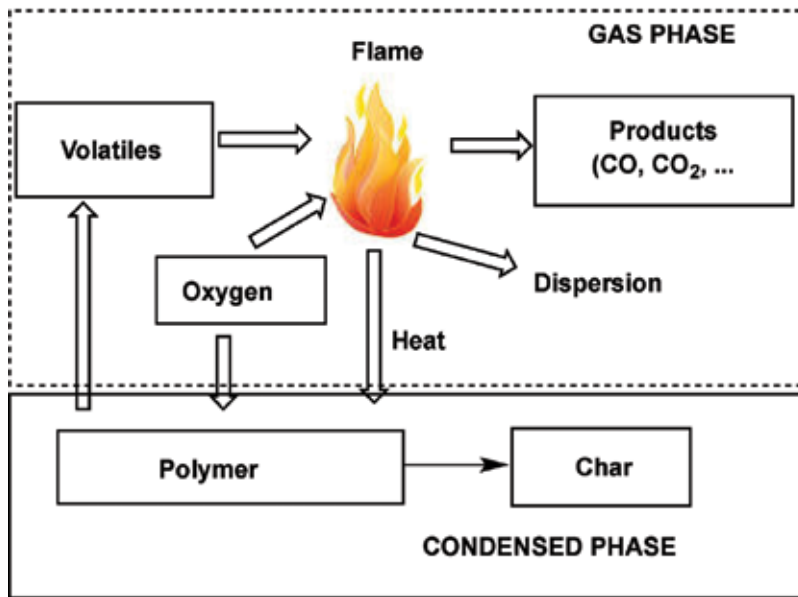 GAS PHASE
Flame
Volatiles
Products
(CO, CO₂, ...
Oxygen
Dispersion
Heat
Polymer
Char
CONDENSED PHASE